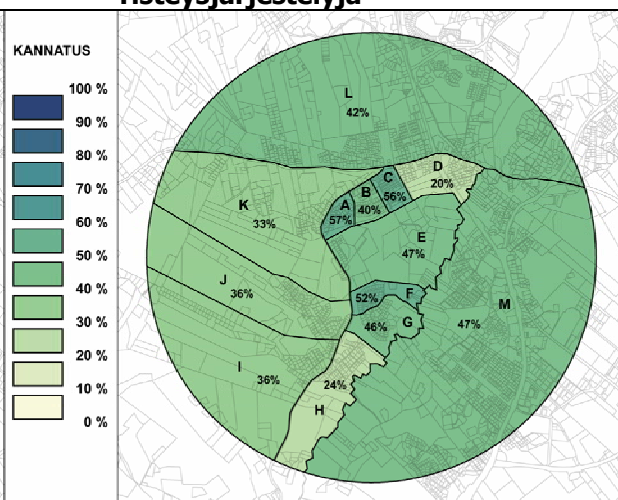 KANNATUS
100 %
90 %
80 %
70 %
60 %
50 %
40 %
30 %
20 %
10 %
0 %
L
42%
D
20%
C
56%
B
40%
A
57%
K
33%
E
47%
J
36%
F
52%
M
47%
G
46%
I
36%
24%
H